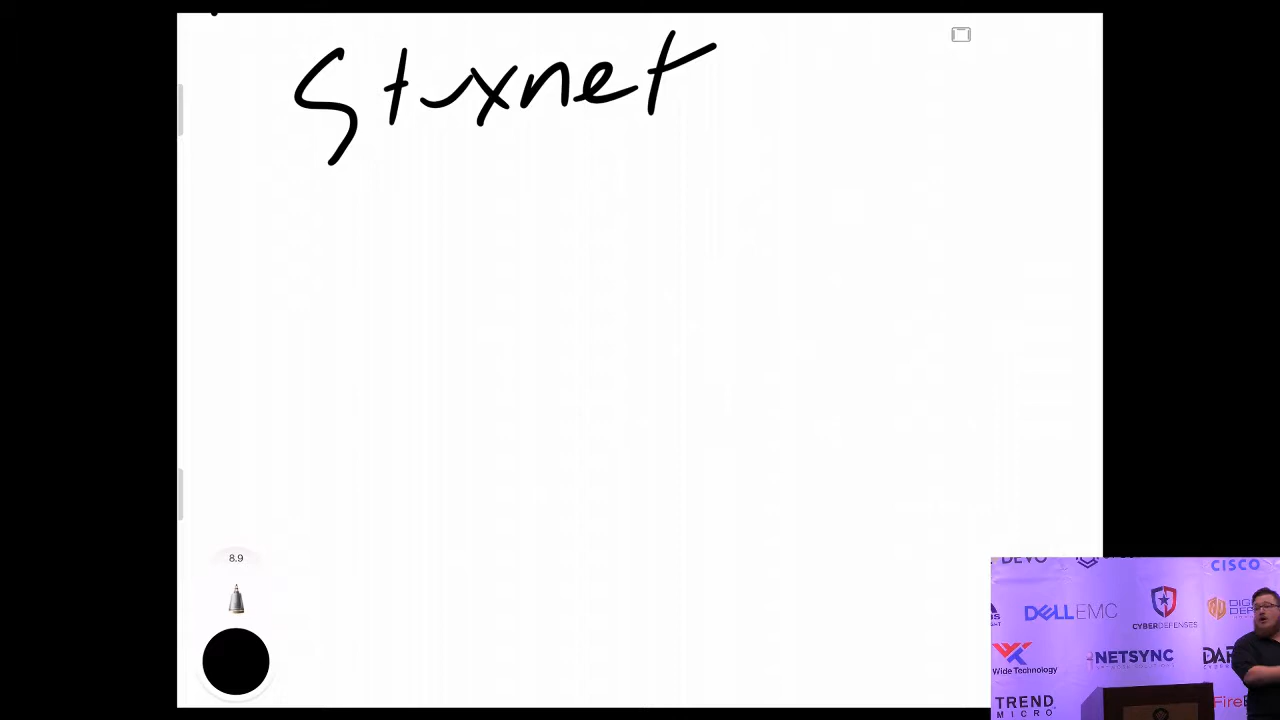 Stuxnet
8.9
DEVO
CISCO
DELL EMC
CYBERDEFENSES
NETSYNC
Wide Technology
TREND
MICRO